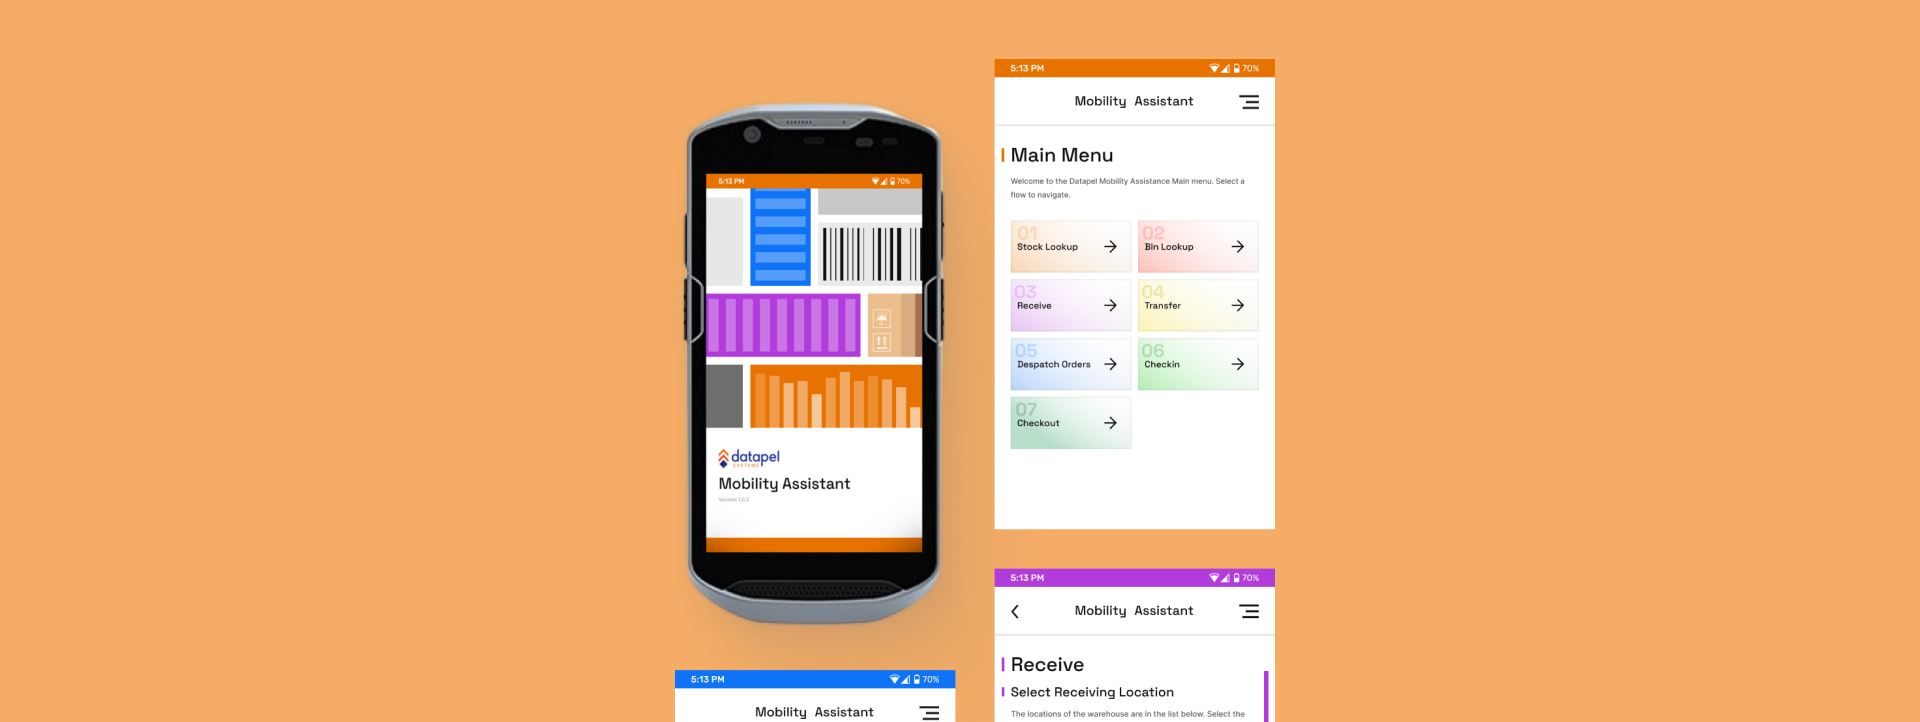 5:13 PM
70%
datapel
SYSTEMS
Mobility Assistant
Version 1.0.2
5:13 PM
70%
Mobility Assistant
Main Menu
Welcome to the Datapel Mobility Assistance Main menu. Select a
flow to navigate.
01
Stock Lookup
02
Bin Lookup
03
Receive
04
Transfer
05
Despatch Orders
06
Checkin
07
Checkout
5:13 PM
70%
Mobility Assistant
Receive
Select Receiving Location
The locations of the warehouse are in the list below. Select the
5:13 PM
70%
Mobility Assistant